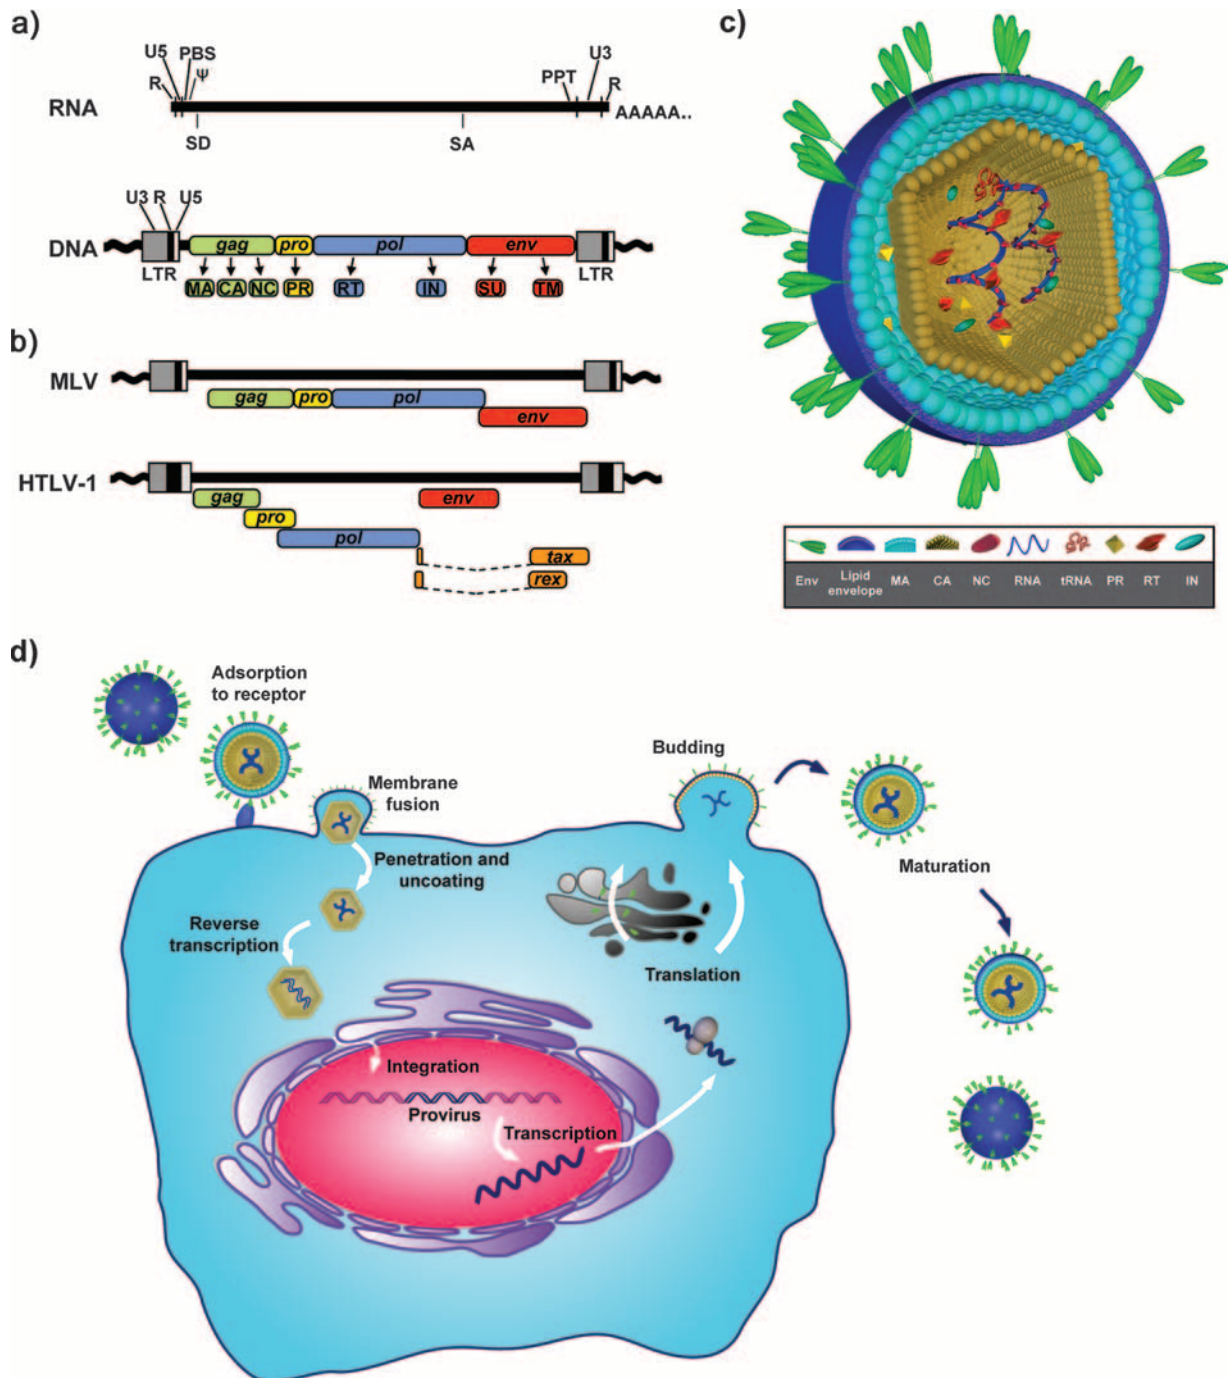 a)
U5 PBS
R Ψ
PPT U3 R
RNA
AAAAA..
SD SA
U3 R U5
DNA
gag pro pol env
LTR LTR
MA CA NC PR RT IN SU TM
b)
MLV
gag pro pol
env
HTLV-1
gag env
pro
pol
tax
rex
c)
Env Lipid envelope MA CA NC RNA tRNA PR RT IN
d)
Adsorption
to receptor
Membrane
fusion
Penetration and
uncoating
Reverse
transcription
Integration
Provirus
Transcription
Translation
Budding
Maturation